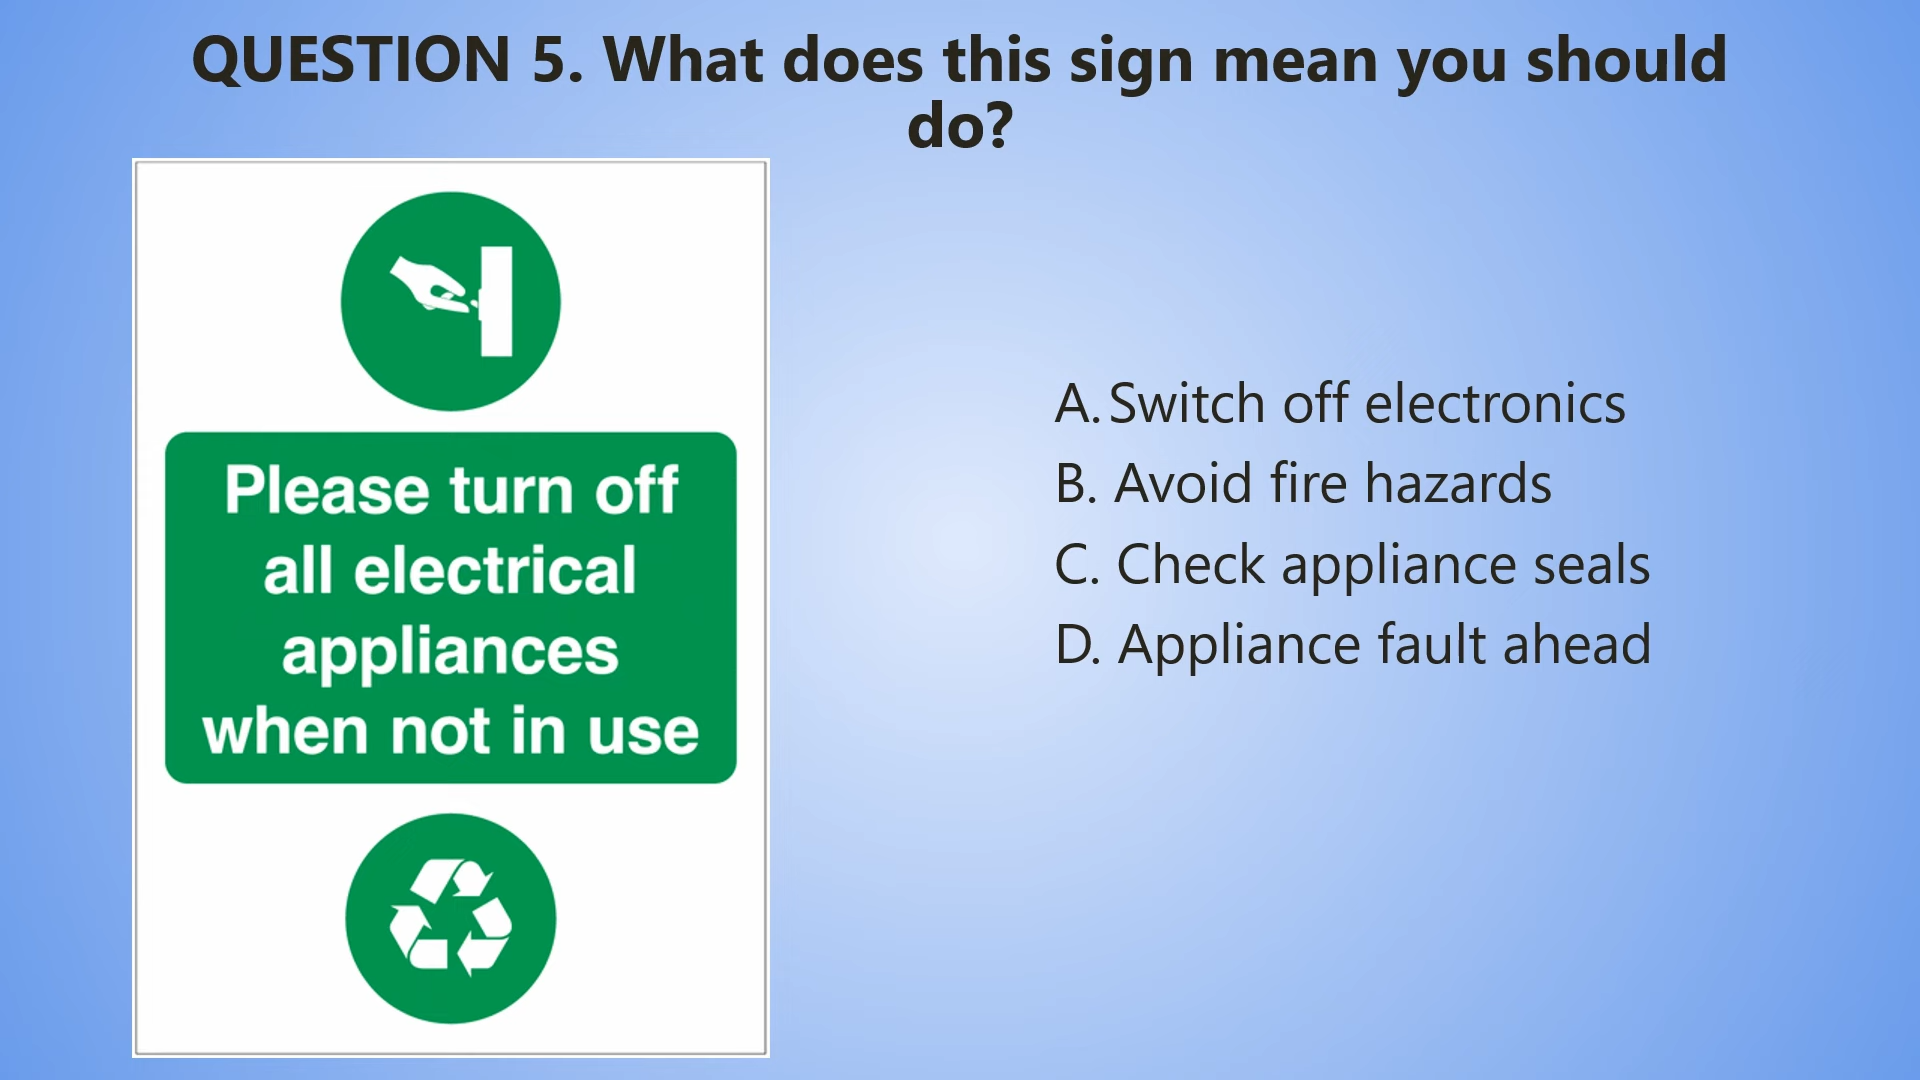 QUESTION 5. What does this sign mean you should
do?
Please turn off
all electrical
appliances
when not in use
A. Switch off electronics
B. Avoid fire hazards
C. Check appliance seals
D. Appliance fault ahead